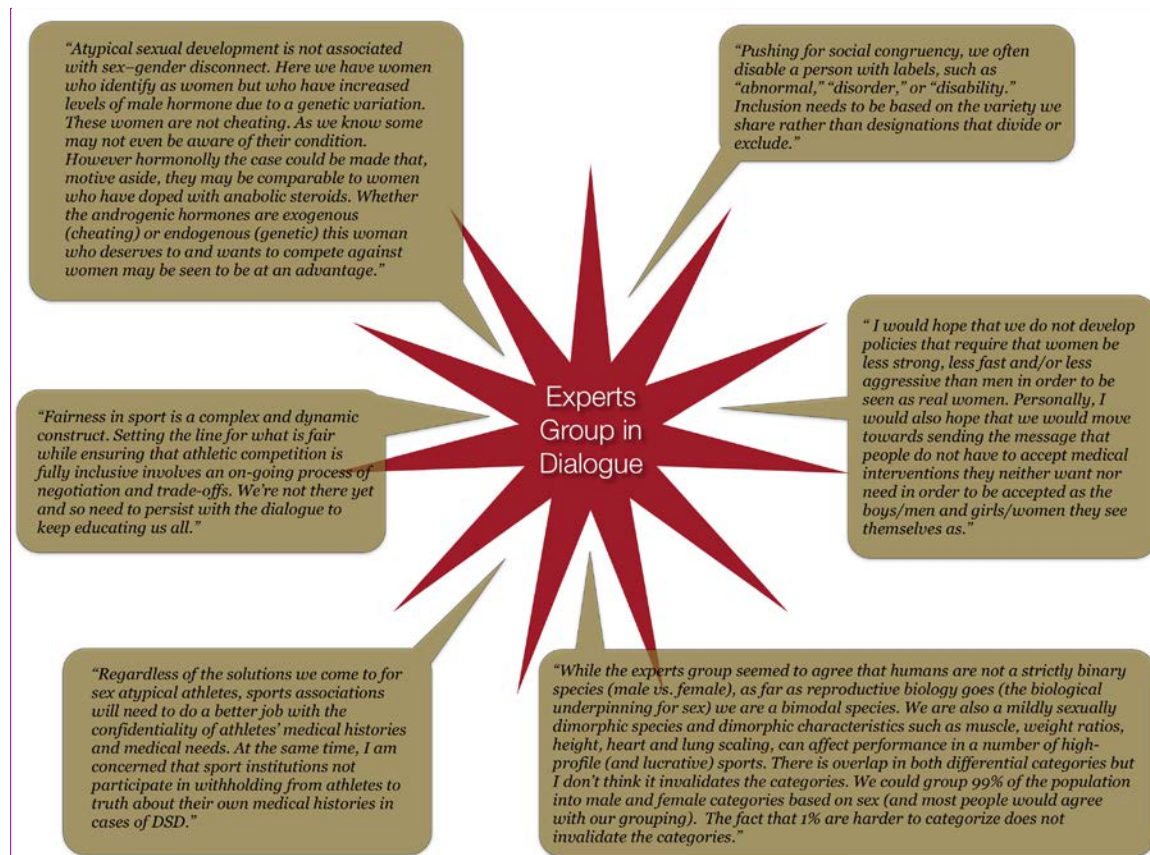 “Atypical sexual development is not associated
with sex–gender disconnect. Here we have women
who identify as women but who have increased
levels of male hormone due to a genetic variation.
These women are not cheating. As we know some
may not even be aware of their condition.
However hormonolly the case could be made that,
motive aside, they may be comparable to women
who have doped with anabolic steroids. Whether
the androgenic hormones are exogenous
(cheating) or endogenous (genetic) this woman
who deserves to and wants to compete against
women may be seen to be at an advantage.”
“Pushing for social congruency, we often
disable a person with labels, such as
“abnormal,” “disorder,” or “disability.”
Inclusion needs to be based on the variety we
share rather than designations that divide or
exclude.”
“Fairness in sport is a complex and dynamic
construct. Setting the line for what is fair
while ensuring that athletic competition is
fully inclusive involves an on-going process of
negotiation and trade-offs. We’re not there yet
and so need to persist with the dialogue to
keep educating us all.”
Experts
Group in
Dialogue
“ I would hope that we do not develop
policies that require that women be
less strong, less fast and/or less
aggressive than men in order to be
seen as real women. Personally, I
would also hope that we would move
towards sending the message that
people do not have to accept medical
interventions they neither want nor
need in order to be accepted as the
boys/men and girls/women they see
themselves as.”
“Regardless of the solutions we come to for
sex atypical athletes, sports associations
will need to do a better job with the
confidentiality of athletes’ medical histories
and medical needs. At the same time, I am
concerned that sport institutions not
participate in withholding from athletes to
truth about their own medical histories in
cases of DSD.”
“While the experts group seemed to agree that humans are not a strictly binary
species (male vs. female), as far as reproductive biology goes (the biological
underpinning for sex) we are a bimodal species. We are also a mildly sexually
dimorphic species and dimorphic characteristics such as muscle, weight ratios,
height, heart and lung scaling, can affect performance in a number of high-
profile (and lucrative) sports. There is overlap in both differential categories but
I don’t think it invalidates the categories. We could group 99% of the population
into male and female categories based on sex (and most people would agree
with our grouping).  The fact that 1% are harder to categorize does not
invalidate the categories.”